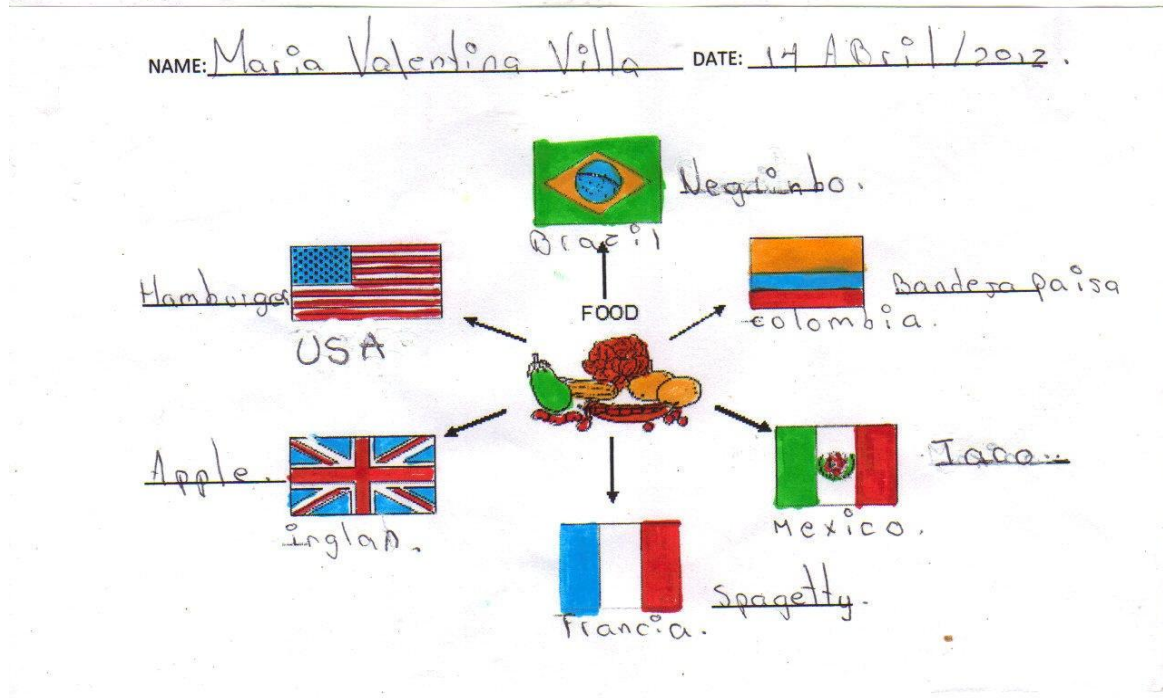 NAME: Maria Valentina Villa DATE: 14 ABril/2012.
Neginbo.
Brazil
Hamburger
USA
FOOD
Bandeja paisa
colombia.
Apple.
inglan.
Taco..
Mexico.
Spagetty.
Francia.